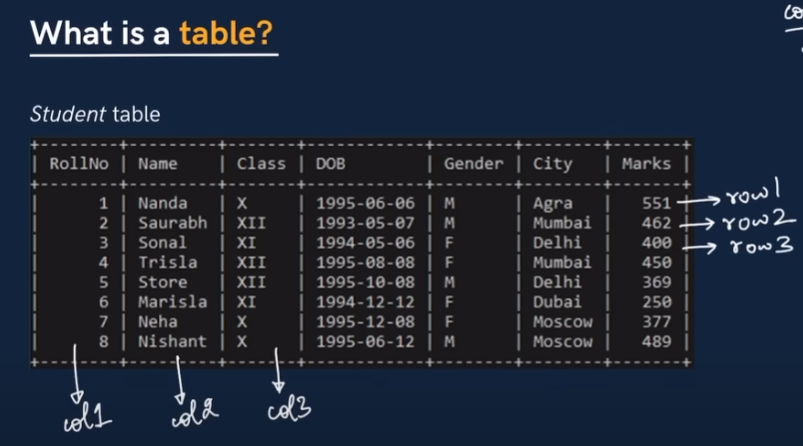 What is a table?
Student table
| RollNo | Name | Class | DOB | Gender | City | Marks |
| 1 | Nanda | X | 1995-06-06 | M | Agra | 551 | → row1
| 2 | Saurabh | XII | 1993-05-07 | M | Mumbai | 462 | → row2
| 3 | Sonal | XI | 1994-05-06 | F | Delhi | 400 | → row3
| 4 | Trisla | XII | 1995-08-08 | F | Mumbai | 450 |
| 5 | Store | XII | 1995-10-08 | M | Delhi | 369 |
| 6 | Marisla | XI | 1994-12-12 | F | Dubai | 250 |
| 7 | Neha | X | 1995-12-08 | F | Moscow | 377 |
| 8 | Nishant | X | 1995-06-12 | M | Moscow | 489 |
col1 col2 col3